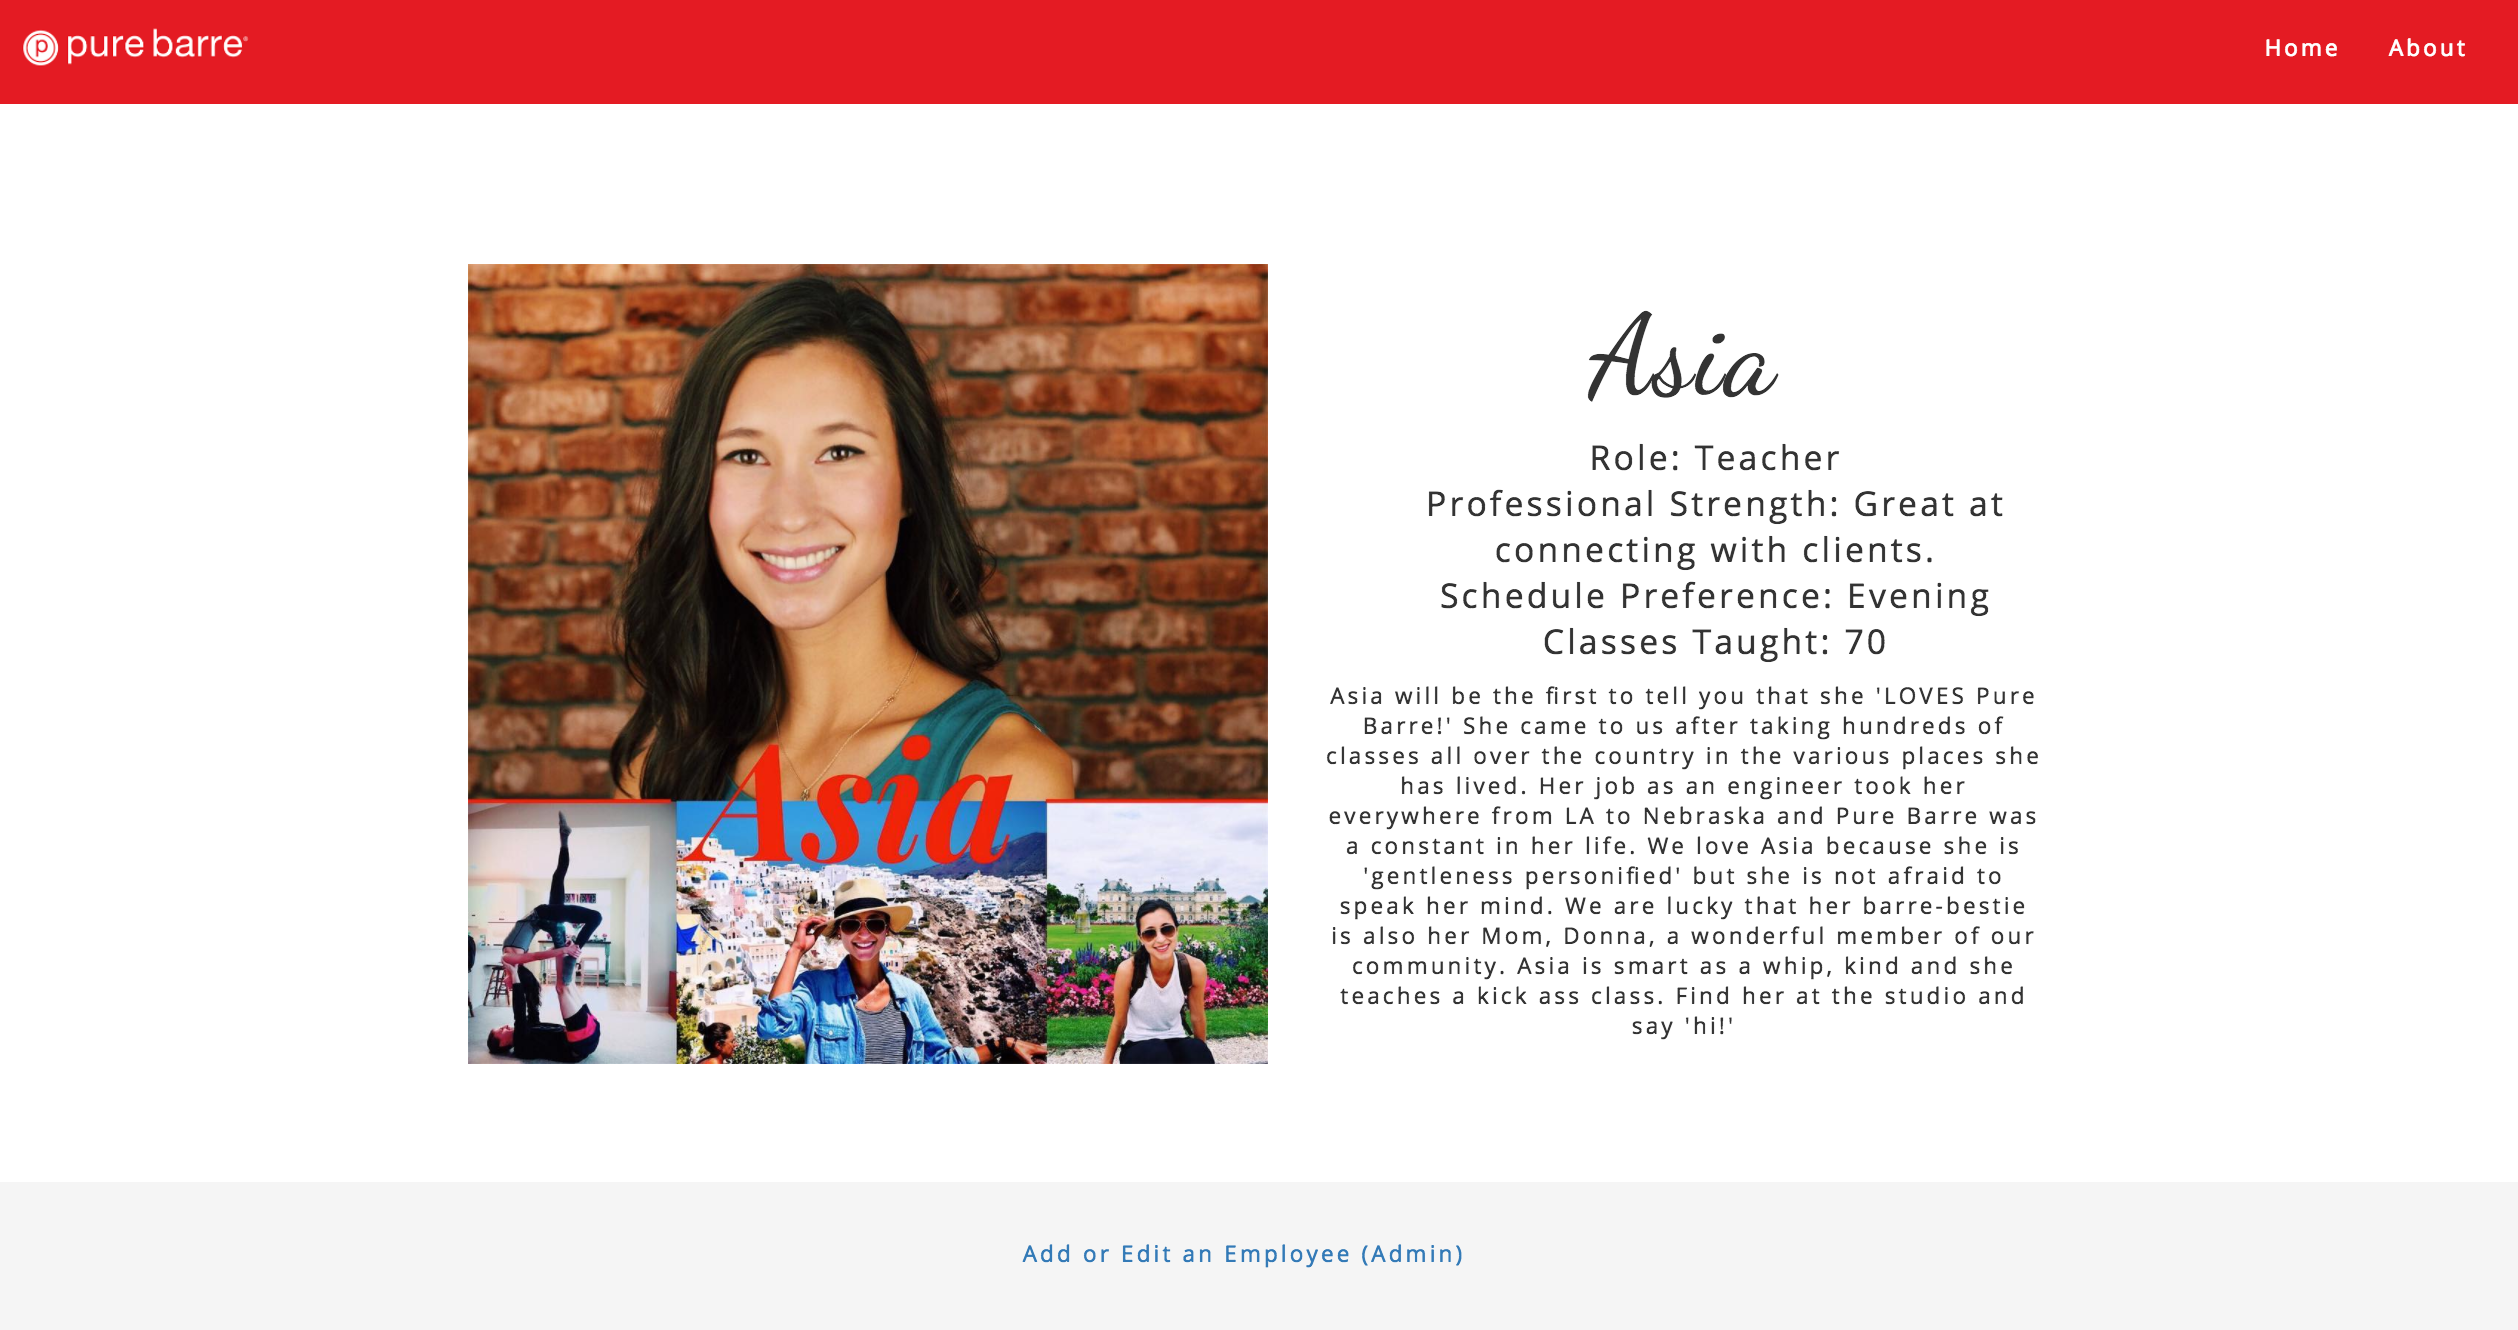 pure barre
Home About
Asia
Role: Teacher
Professional Strength: Great at
connecting with clients.
Schedule Preference: Evening
Classes Taught: 70
Asia will be the first to tell you that she 'LOVES Pure
Barre!' She came to us after taking hundreds of
classes all over the country in the various places she
has lived. Her job as an engineer took her
everywhere from LA to Nebraska and Pure Barre was
a constant in her life. We love Asia because she is
'gentleness personified' but she is not afraid to
speak her mind. We are lucky that her barre-bestie
is also her Mom, Donna, a wonderful member of our
community. Asia is smart as a whip, kind and she
teaches a kick ass class. Find her at the studio and
say 'hi!'
Asia
Add or Edit an Employee (Admin)